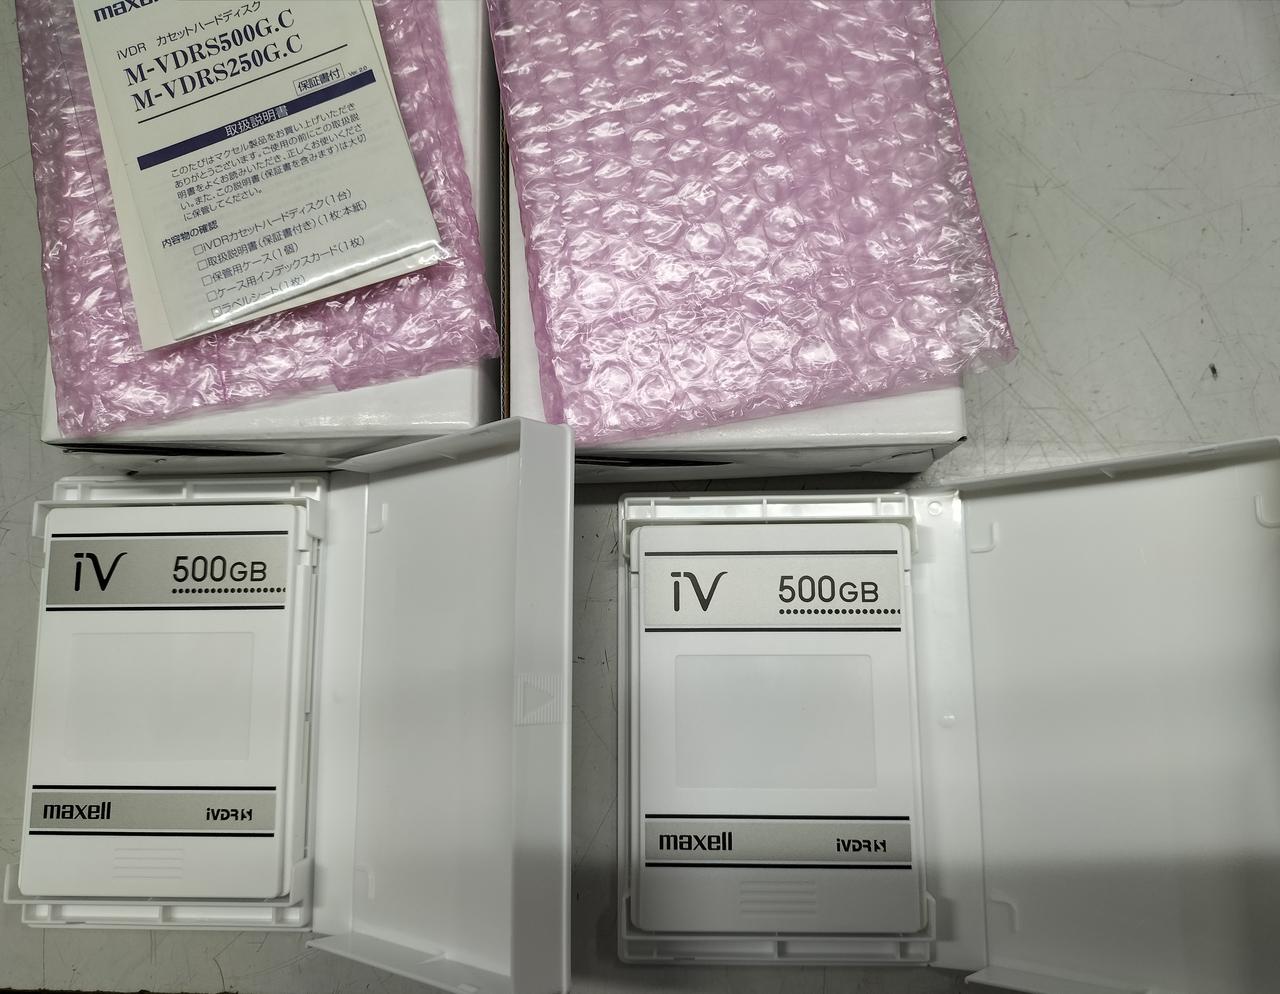 maxell
iVDR カセットハードディスク
M-VDRS500G.C
M-VDRS250G.C
保証書付
Ver.2.0
取扱説明書
このたびはマクセル製品をお買い上げいただき
ありがとうございます。ご使用の前にこの取扱説
明書をよくお読みいただき、正しくお使いくださ
い。また、この説明書(保証書を含みます)は大切
に保管してください。
内容物の確認
□iVDRカセットハードディスク(1台)
□取扱説明書(保証書付き)(1枚:本紙)
□保管用ケース(1個)
□ケース用インデックスカード(1枚)
□ラベルシート(1枚)
iV 500GB
maxell iVDR S
iV 500GB
maxell iVDR S